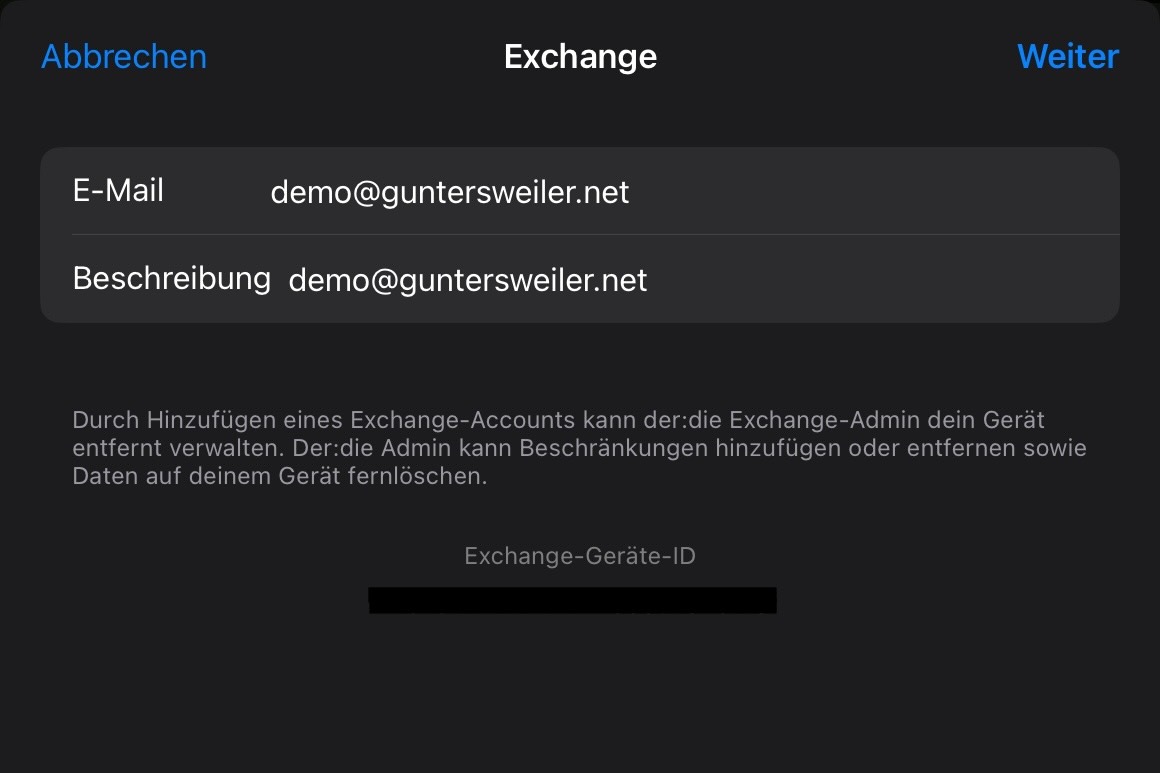 Abbrechen Exchange Weiter
E-Mail demo@guntersweiler.net
Beschreibung demo@guntersweiler.net
Durch Hinzufügen eines Exchange-Accounts kann der:die Exchange-Admin dein Gerät
entfernt verwalten. Der:die Admin kann Beschränkungen hinzufügen oder entfernen sowie
Daten auf deinem Gerät fernlöschen.
Exchange-Geräte-ID